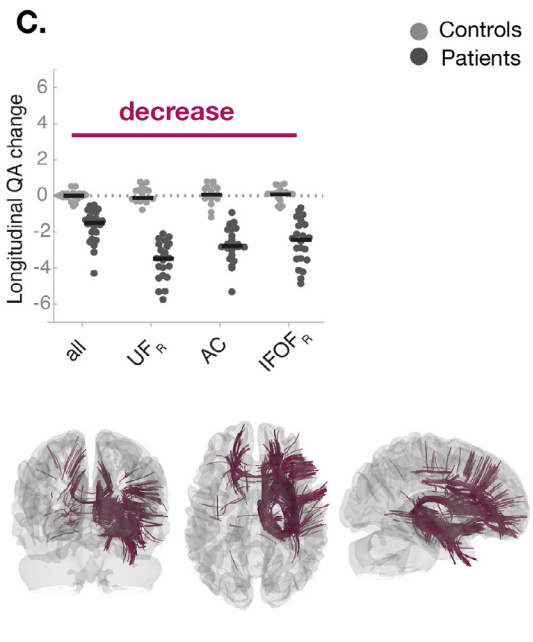 C.
Controls
Patients
decrease
Longitudinal QA change
6
4
2
0
-2
-4
-6
all
UF R
AC
IFOF R